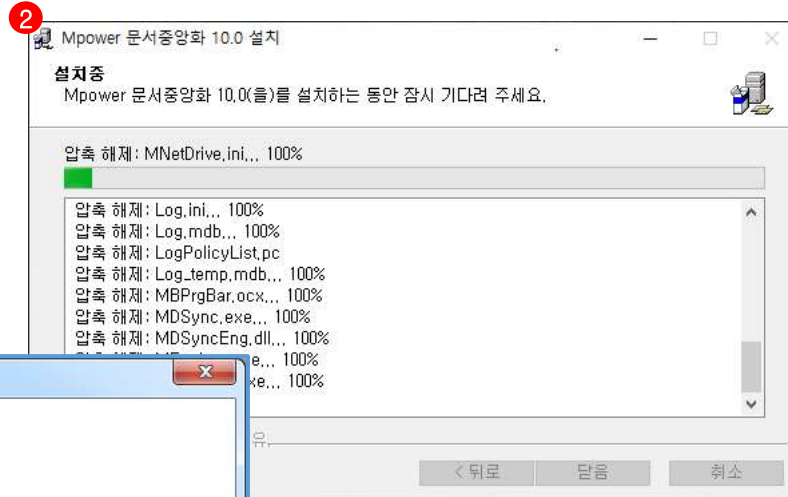 2
Mpower 문서중앙화 10.0 설치
설치중
Mpower 문서중앙화 10.0(을)를 설치하는 동안 잠시 기다려 주세요.
압축 해제: MNetDrive.ini... 100%
압축 해제: Log.ini... 100%
압축 해제: Log.mdb... 100%
압축 해제: LogPolicyList.pc
압축 해제: Log_temp.mdb... 100%
압축 해제: MBPrgBar.ocx... 100%
압축 해제: MDSync.exe... 100%
압축 해제: MDSyncEng.dll... 100%
e... 100%
xe... 100%
유.
< 뒤로 닫음 취소